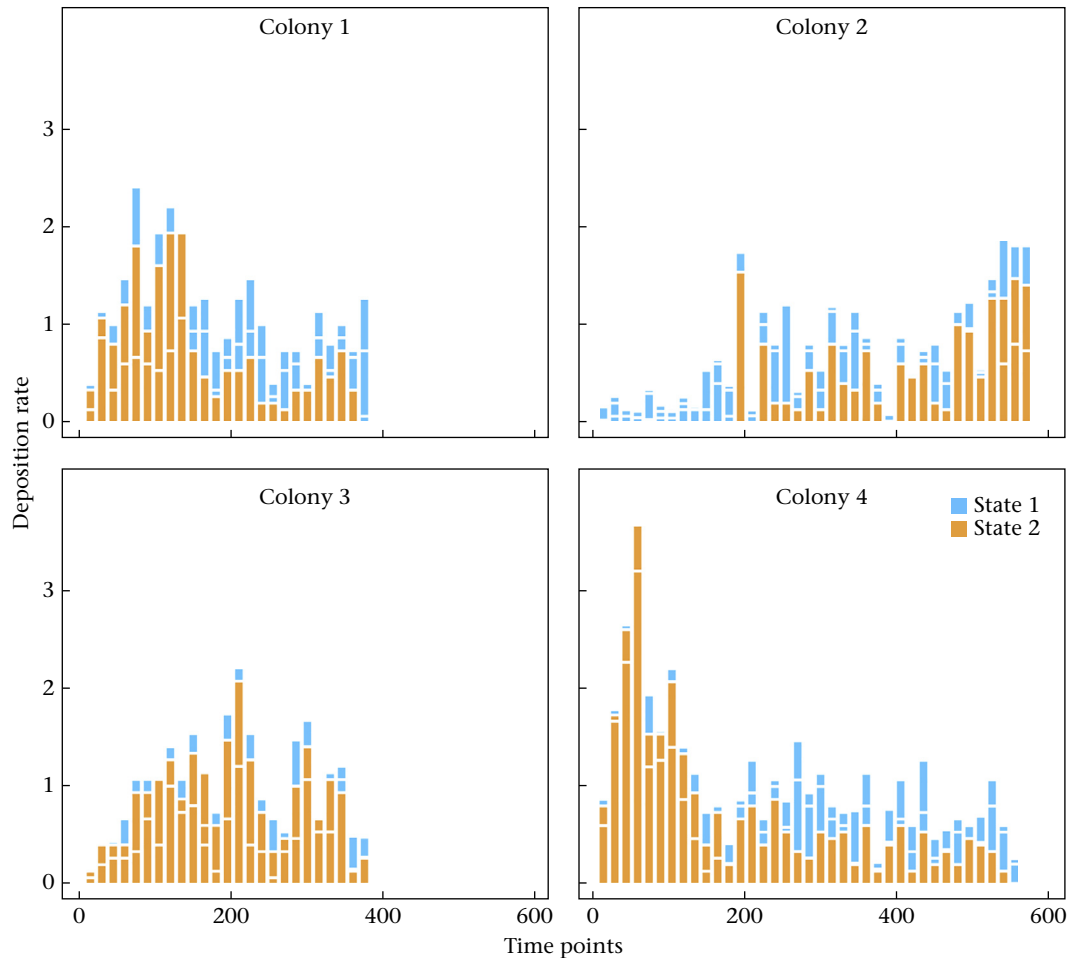 Colony 1
Colony 2
3
2
1
0
Deposition rate
Colony 3
Colony 4
State 1
State 2
3
2
1
0
0 200 400 600
0 200 400 600
Time points